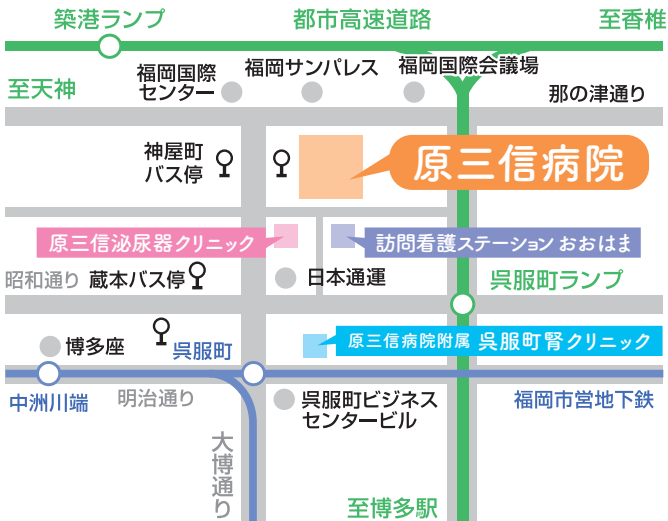 築港ランプ
都市高速道路
至香椎
福岡国際
センター
福岡サンパレス
福岡国際会議場
至天神
那の津通り
神屋町
バス停
原三信病院
原三信泌尿器クリニック
訪問看護ステーション おおはま
昭和通り
蔵本バス停
日本通運
呉服町ランプ
博多座
呉服町
原三信病院附属 呉服町腎クリニック
中洲川端
明治通り
呉服町ビジネス
センタービル
福岡市営地下鉄
大博通り
至博多駅